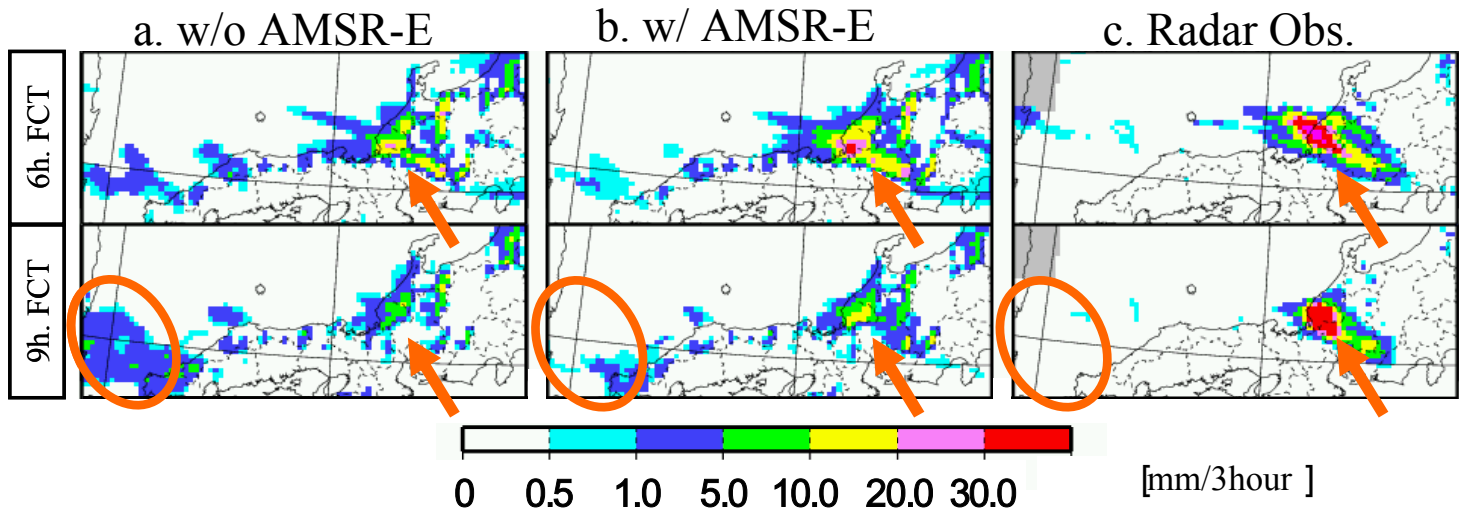 a. w/o AMSR-E
b. w/ AMSR-E
c. Radar Obs.
6h. FCT
9h. FCT
0 0.5 1.0 5.0 10.0 20.0 30.0
[mm/3hour ]